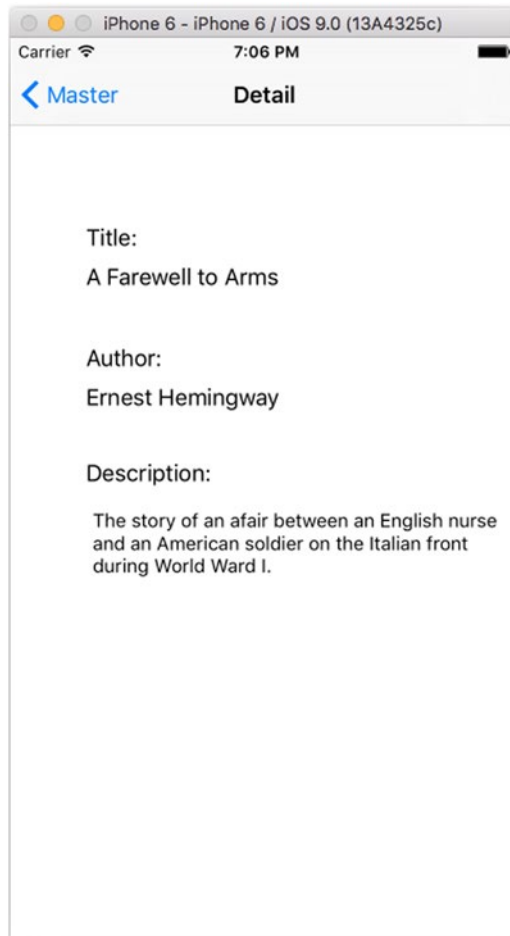 iPhone 6 - iPhone 6 / iOS 9.0 (13A4325c)
Carrier 7:06 PM
Master Detail
Title:
A Farewell to Arms
Author:
Ernest Hemingway
Description:
The story of an afair between an English nurse
and an American soldier on the Italian front
during World Ward I.